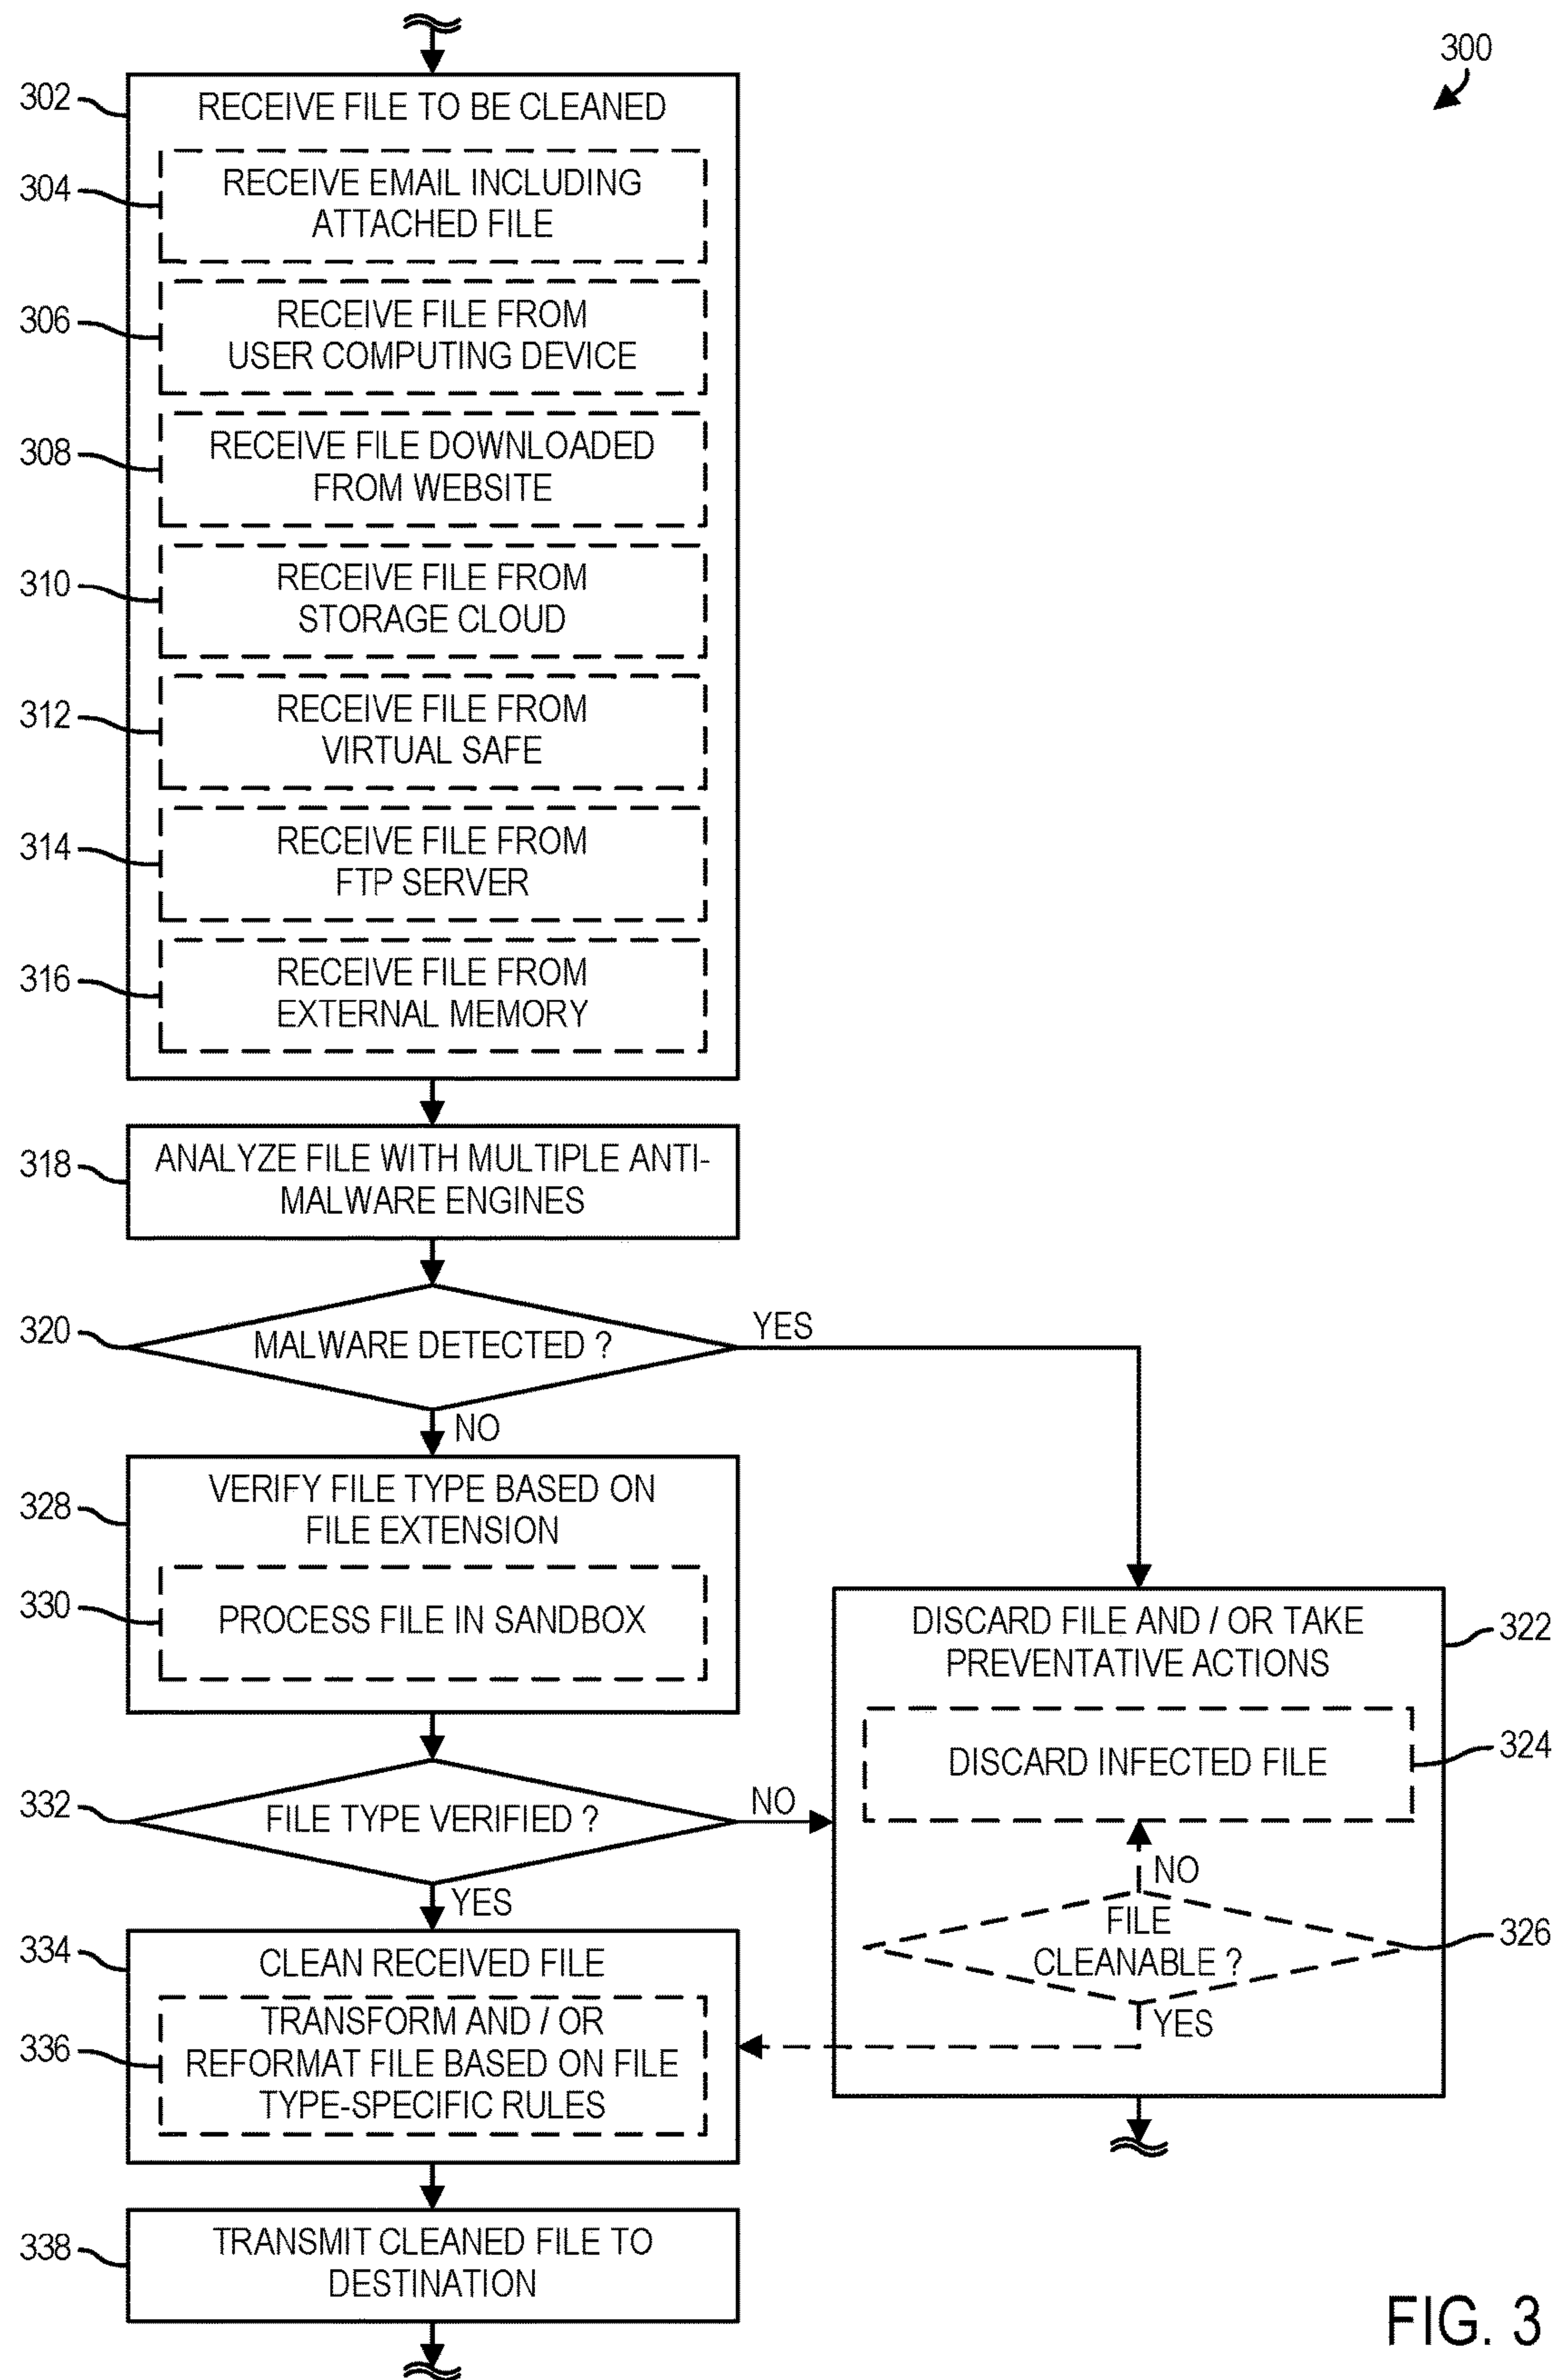 300
302
RECEIVE FILE TO BE CLEANED
304
RECEIVE EMAIL INCLUDING
ATTACHED FILE
306
RECEIVE FILE FROM
USER COMPUTING DEVICE
308
RECEIVE FILE DOWNLOADED
FROM WEBSITE
310
RECEIVE FILE FROM
STORAGE CLOUD
312
RECEIVE FILE FROM
VIRTUAL SAFE
314
RECEIVE FILE FROM
FTP SERVER
316
RECEIVE FILE FROM
EXTERNAL MEMORY
318
ANALYZE FILE WITH MULTIPLE ANTI-
MALWARE ENGINES
320
MALWARE DETECTED ?
YES
NO
328
VERIFY FILE TYPE BASED ON
FILE EXTENSION
330
PROCESS FILE IN SANDBOX
332
FILE TYPE VERIFIED ?
NO
YES
322
DISCARD FILE AND / OR TAKE
PREVENTATIVE ACTIONS
324
DISCARD INFECTED FILE
NO
326
FILE
CLEANABLE ?
YES
334
CLEAN RECEIVED FILE
336
TRANSFORM AND / OR
REFORMAT FILE BASED ON FILE
TYPE-SPECIFIC RULES
338
TRANSMIT CLEANED FILE TO
DESTINATION
FIG. 3